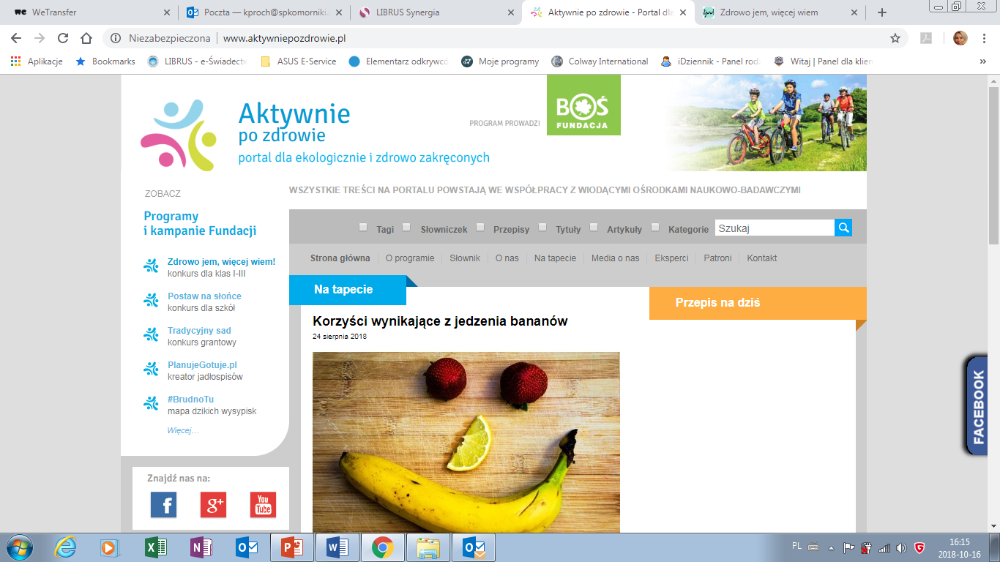 WeTransfer
Poczta — kproch@spkomorniki.
LIBRUS Synergia
Aktywnie po zdrowie - Portal dla
Zdrowo jem, więcej wiem
Niezabezpieczona | www.aktywniepozdrowie.pl
Aplikacje
Bookmarks
LIBRUS - e-Świadectw
ASUS E-Service
Elementarz odkrywcó
Moje programy
Colway International
iDziennik - Panel rodz
Witaj | Panel dla klien
»
Aktywnie
po zdrowie
portal dla ekologicznie i zdrowo zakręconych
PROGRAM PROWADZI
BOŚ
FUNDACJA
ZOBACZ
Programy
i kampanie Fundacji
Zdrowo jem, więcej wiem!
konkurs dla klas I-III
Postaw na słońce
konkurs dla szkół
Tradycyjny sad
konkurs grantowy
PlanujeGotuje.pl
kreator jadłospisów
#BrudnoTu
mapa dzikich wysypisk
Więcej...
Znajdź nas na:
f
g+
You
Tube
WSZYSTKIE TREŚCI NA PORTALU POWSTAJĄ WE WSPÓŁPRACY Z WIODĄCYMI OŚRODKAMI NAUKOWO-BADAWCZYMI
Tagi Słowniczek Przepisy Tytuły Artykuły Kategorie Szukaj
Strona główna O programie Słownik O nas Na tapecie Media o nas Eksperci Patroni Kontakt
Na tapecie
Przepis na dziś
Korzyści wynikające z jedzenia bananów
24 sierpnia 2018
FACEBOOK
PL
16:15
2018-10-16